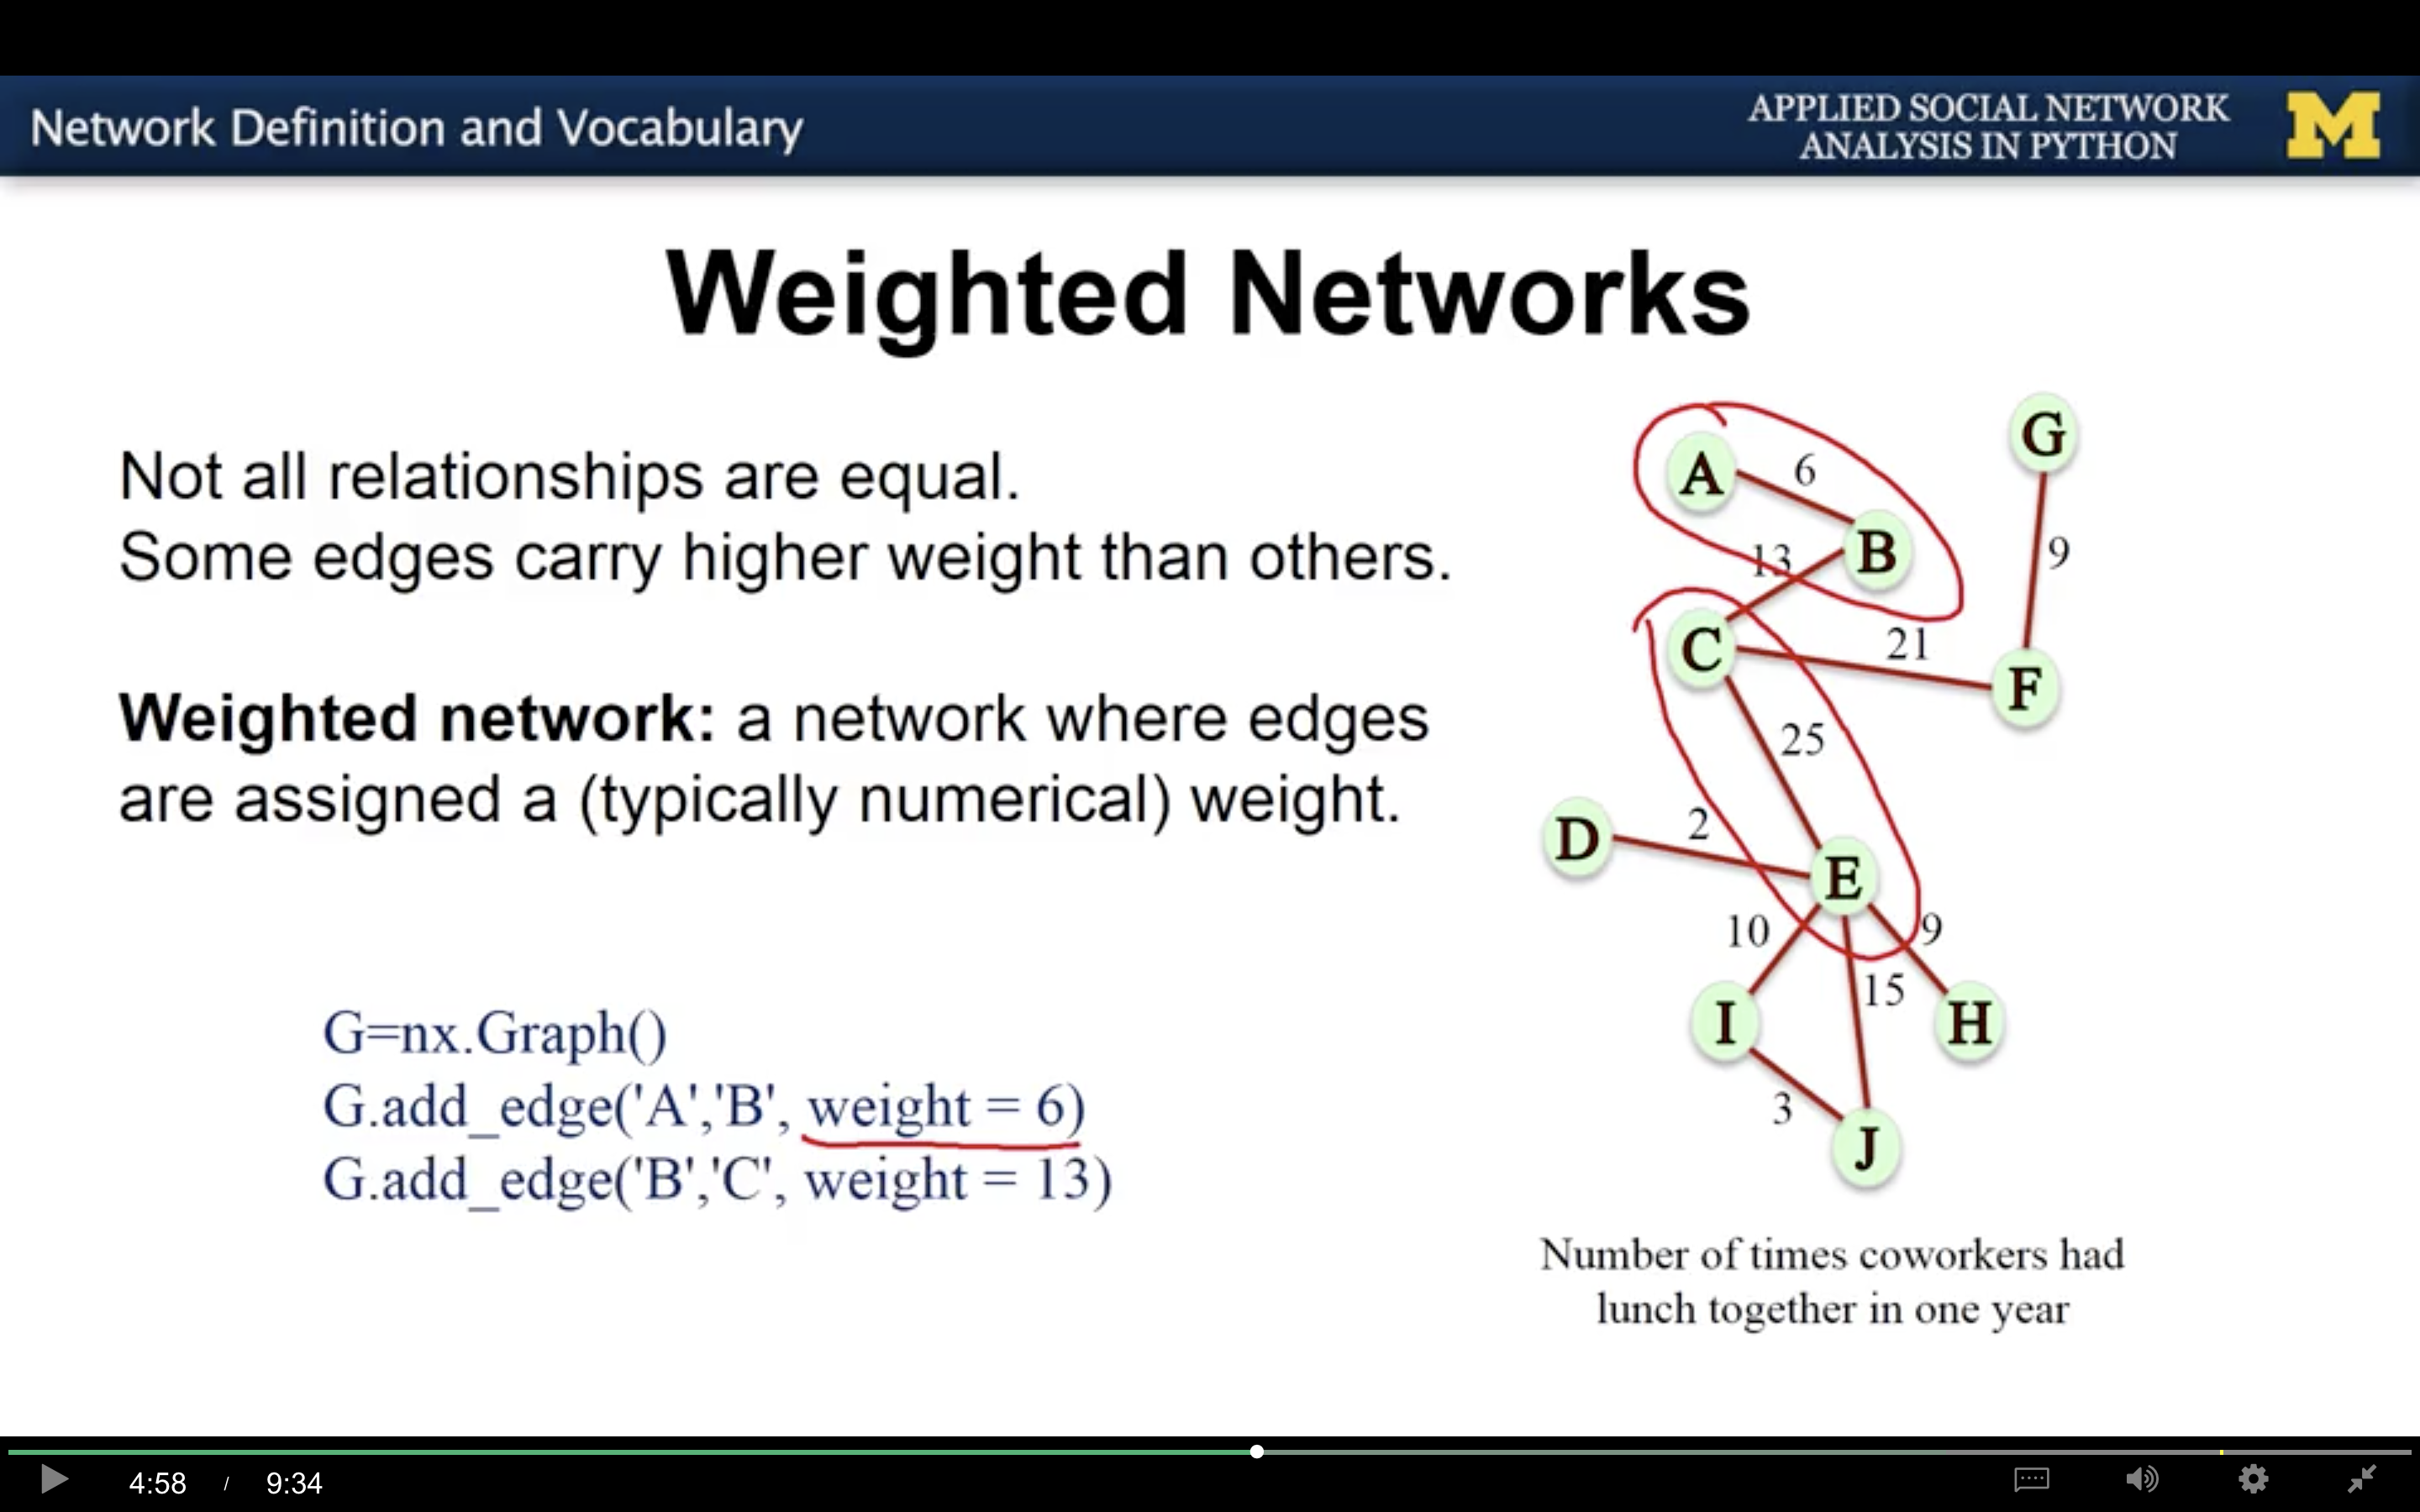 Network Definition and Vocabulary
APPLIED SOCIAL NETWORK
ANALYSIS IN PYTHON
M
Weighted Networks
Not all relationships are equal.
Some edges carry higher weight than others.
Weighted network: a network where edges
are assigned a (typically numerical) weight.
G=nx.Graph()
G.add_edge('A','B', weight = 6)
G.add_edge('B','C', weight = 13)
G
A
6
B
9
13
C
21
F
25
D
2
E
10
9
15
I
H
3
J
Number of times coworkers had
lunch together in one year
4:58 / 9:34